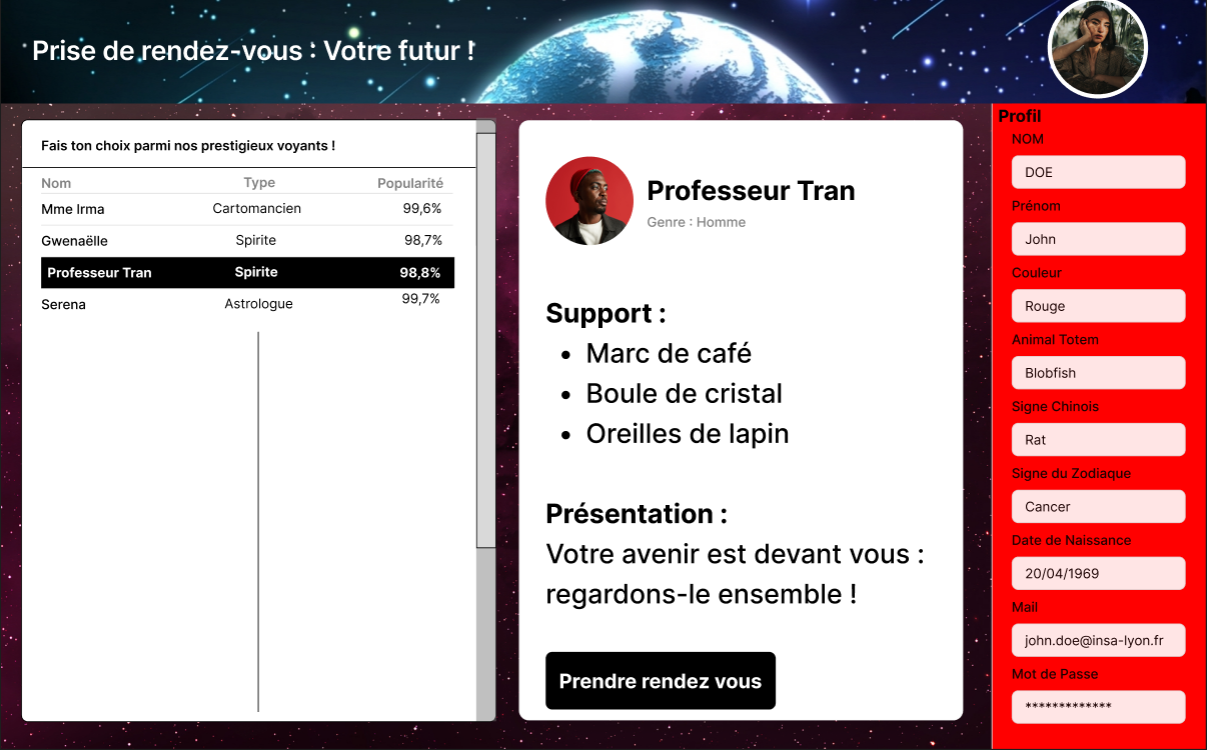 Prise de rendez-vous : Votre futur !
Fais ton choix parmi nos prestigieux voyants !
Nom Type Popularité
Mme Irma Cartomancien 99,6%
Gwenaëlle Spirite 98,7%
Professeur Tran Spirite 98,8%
Serena Astrologue 99,7%
Professeur Tran
Genre : Homme
Support :
• Marc de café
• Boule de cristal
• Oreilles de lapin
Présentation :
Votre avenir est devant vous :
regardons-le ensemble !
Prendre rendez vous
Profil
NOM
DOE
Prénom
John
Couleur
Rouge
Animal Totem
Blobfish
Signe Chinois
Rat
Signe du Zodiaque
Cancer
Date de Naissance
20/04/1969
Mail
john.doe@insa-lyon.fr
Mot de Passe
*************